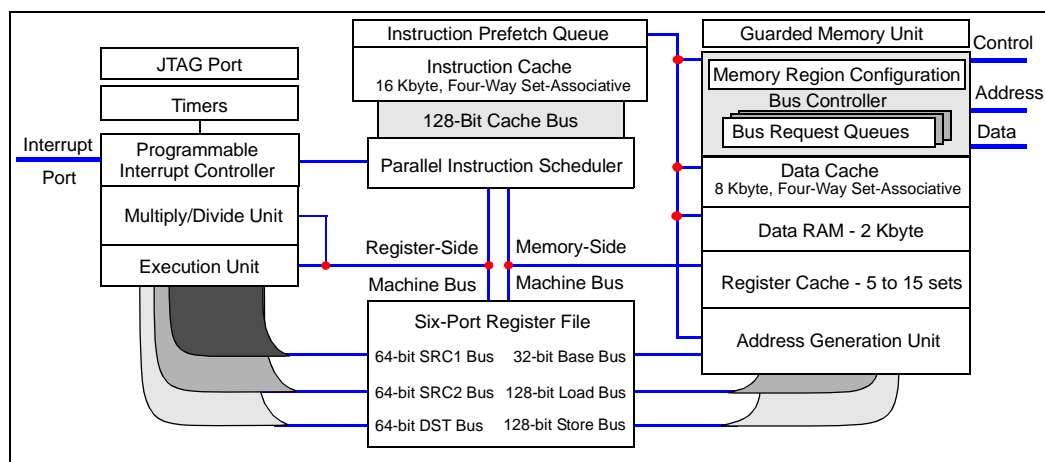 JTAG Port
Timers
Interrupt
Port
Programmable
Interrupt Controller
Multiply/Divide Unit
Execution Unit
Instruction Prefetch Queue
Instruction Cache
16 Kbyte, Four-Way Set-Associative
128-Bit Cache Bus
Parallel Instruction Scheduler
Register-Side
Machine Bus
Memory-Side
Machine Bus
Six-Port Register File
64-bit SRC1 Bus
32-bit Base Bus
64-bit SRC2 Bus
128-bit Load Bus
64-bit DST Bus
128-bit Store Bus
Guarded Memory Unit
Memory Region Configuration
Bus Controller
Bus Request Queues
Control
Address
Data
Data Cache
8 Kbyte, Four-Way Set-Associative
Data RAM - 2 Kbyte
Register Cache - 5 to 15 sets
Address Generation Unit